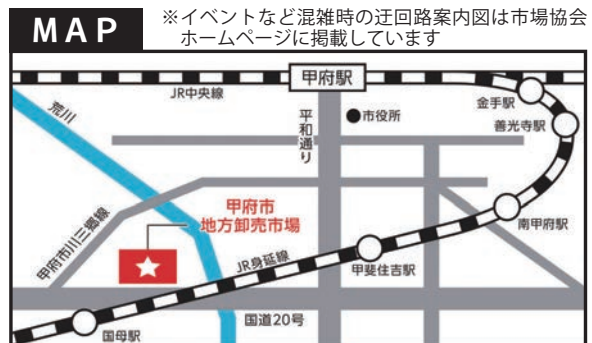 MAP
※イベントなど混雑時の迂回路案内図は市場協会
ホームページに掲載しています
甲府駅
JR中央線
金手駅
荒川
平和通り
市役所
善光寺駅
甲府市
地方卸売市場
甲府市川三郷線
南甲府駅
JR身延線
甲斐住吉駅
国道20号
国母駅